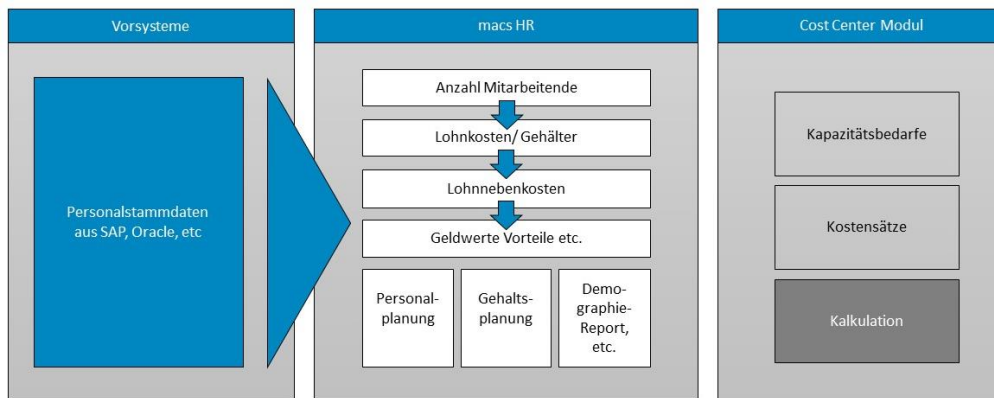 Vorsysteme
Personalstammdaten
aus SAP, Oracle, etc
macs HR
Anzahl Mitarbeitende
Lohnkosten/ Gehälter
Lohnnebenkosten
Geldwerte Vorteile etc.
Personal-
planung
Gehalts-
planung
Demo-
graphie-
Report,
etc.
Cost Center Modul
Kapazitätsbedarfe
Kostensätze
Kalkulation